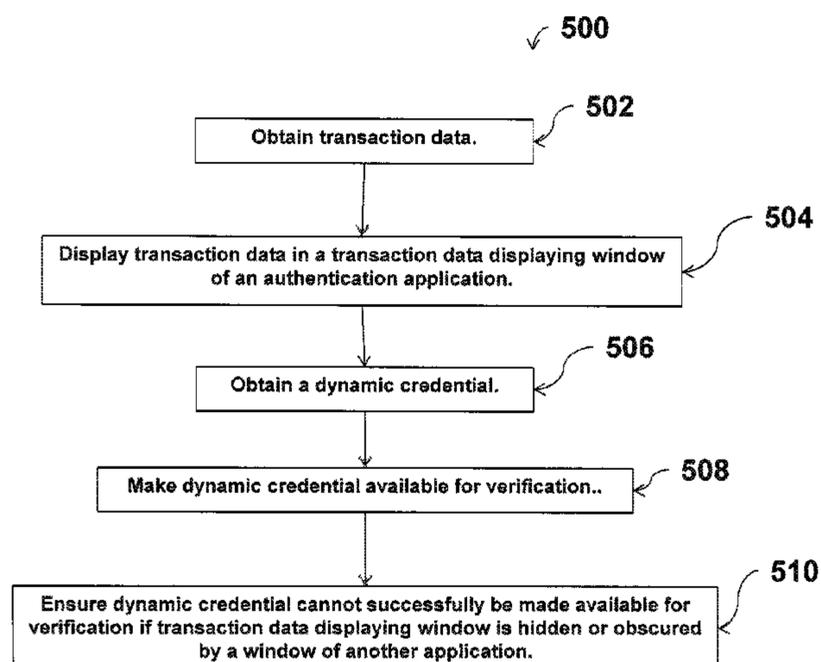 500
502
Obtain transaction data.
504
Display transaction data in a transaction data displaying window
of an authentication application.
506
Obtain a dynamic credential.
508
Make dynamic credential available for verification..
510
Ensure dynamic credential cannot successfully be made available for
verification if transaction data displaying window is hidden or obscured
by a window of another application.